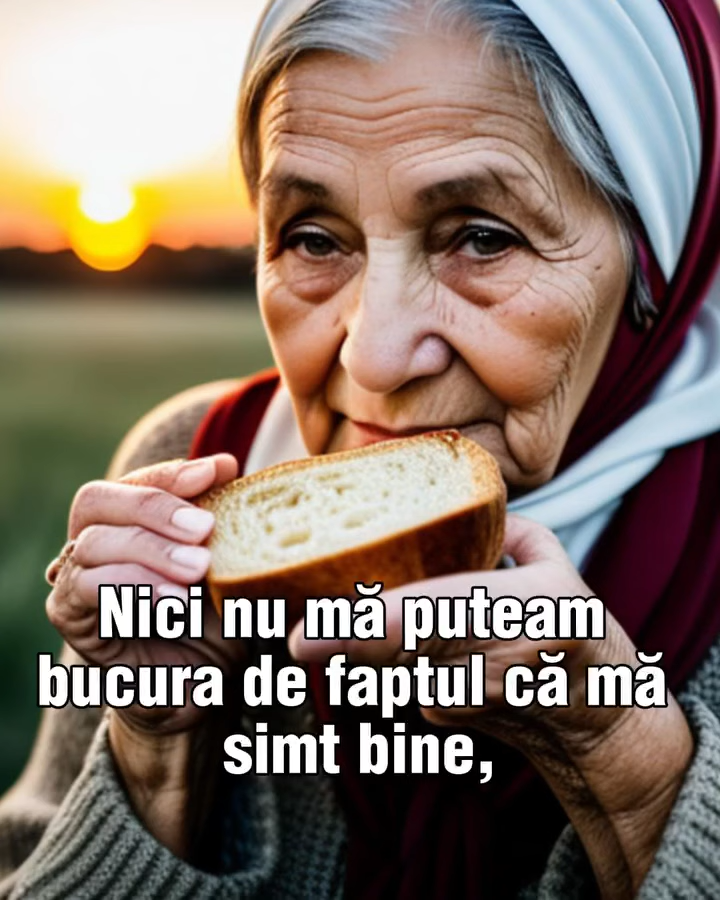 Nici nu mă puteam
bucura de faptul că mă
simt bine,